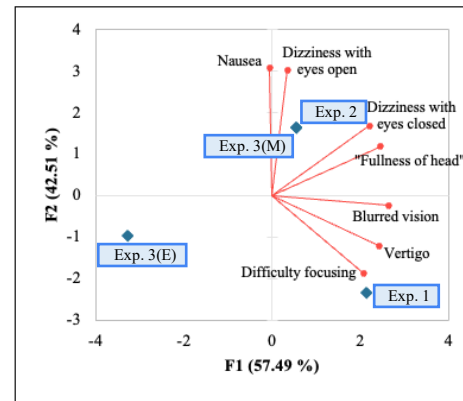 4
3
2
1
0
-1
-2
-3
-4
-2
0
2
4
F2 (42.51 %)
F1 (57.49 %)
Nausea
Dizziness with
eyes open
Exp. 2
Dizziness with
eyes closed
Exp. 3(M)
"Fullness of head"
Blurred vision
Exp. 3(E)
Vertigo
Difficulty focusing
Exp. 1